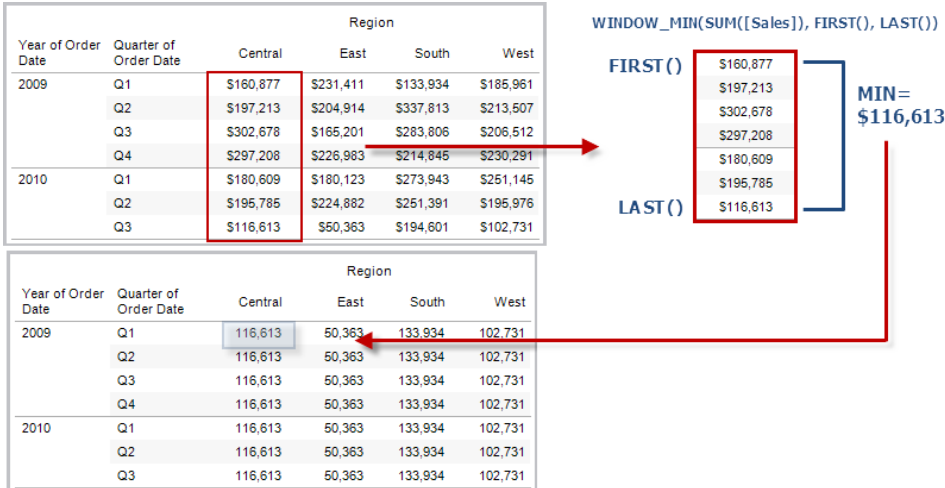 Region
Year of Order Date Quarter of Order Date Central East South West
2009 Q1 $160,877 $231,411 $133,934 $185,961
Q2 $197,213 $204,914 $337,813 $213,507
Q3 $302,678 $165,201 $283,806 $206,512
Q4 $297,208 $226,983 $214,845 $230,291
2010 Q1 $180,609 $180,123 $273,943 $251,145
Q2 $195,785 $224,882 $251,391 $195,976
Q3 $116,613 $50,363 $194,601 $102,731
WINDOW_MIN(SUM([Sales]), FIRST(), LAST())
FIRST() $160,877
$197,213
$302,678
$297,208
$180,609
$195,785
LAST() $116,613
MIN=
$116,613
Region
Year of Order Date Quarter of Order Date Central East South West
2009 Q1 116,613 50,363 133,934 102,731
Q2 116,613 50,363 133,934 102,731
Q3 116,613 50,363 133,934 102,731
Q4 116,613 50,363 133,934 102,731
2010 Q1 116,613 50,363 133,934 102,731
Q2 116,613 50,363 133,934 102,731
Q3 116,613 50,363 133,934 102,731